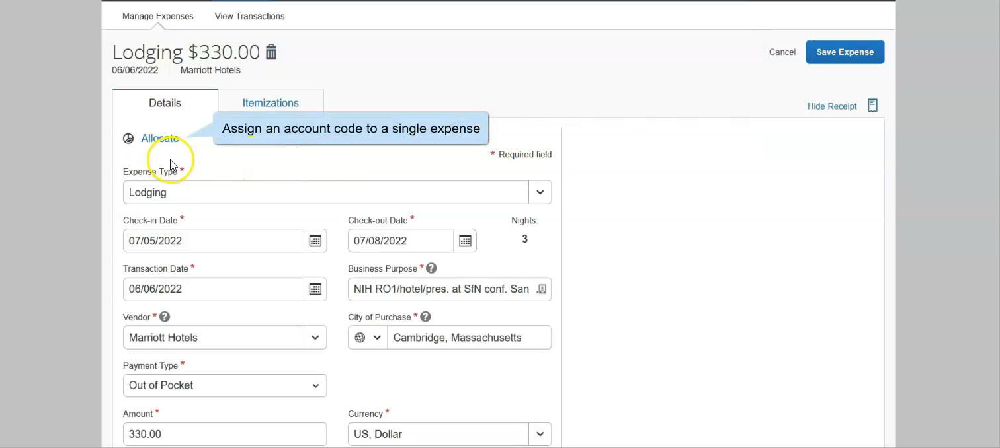 Manage Expenses View Transactions
Lodging $330.00
Cancel Save Expense
06/06/2022 Marriott Hotels
Details Itemizations
Hide Receipt
Assign an account code to a single expense
Allocate
* Required field
Expense Type *
Lodging
Check-in Date * Check-out Date * Nights:
07/05/2022 07/08/2022 3
Transaction Date * Business Purpose * ?
06/06/2022 NIH RO1/hotel/pres. at SfN conf. San
Vendor * ? City of Purchase * ?
Marriott Hotels Cambridge, Massachusetts
Payment Type *
Out of Pocket
Amount * Currency *
330.00 US, Dollar